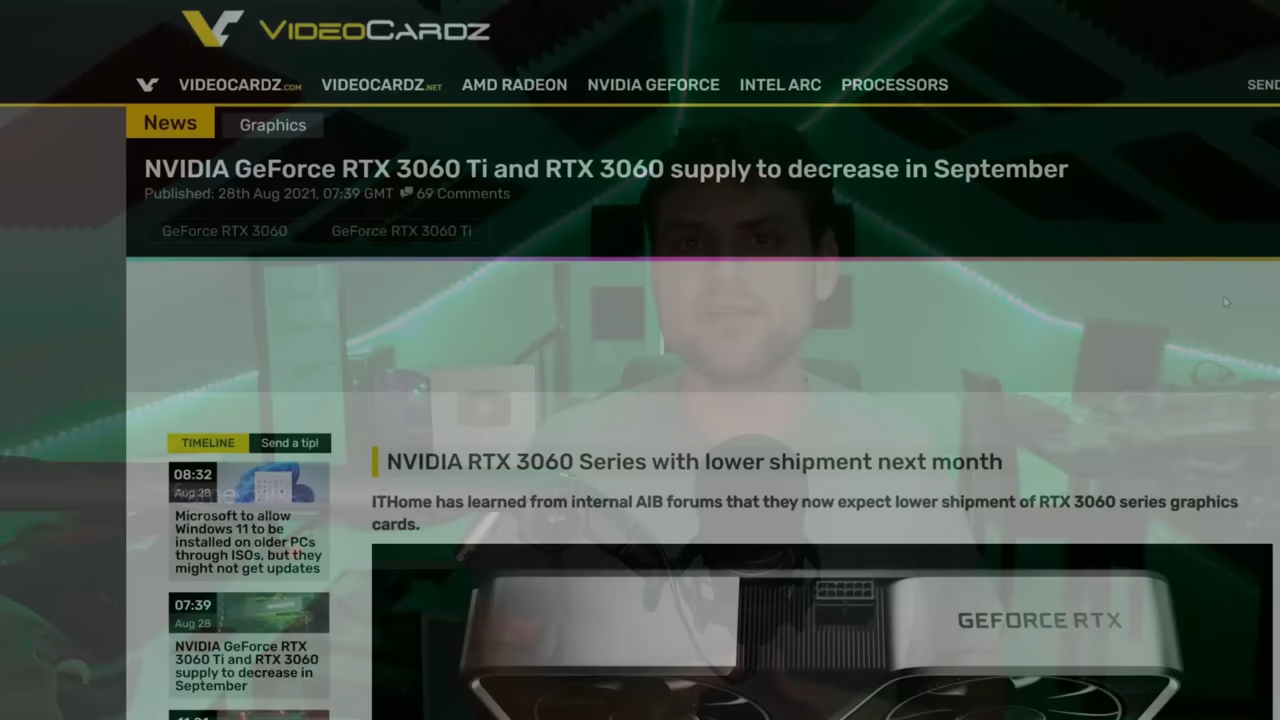 VIDEOCARDZ
VIDEOCARDZ.COM VIDEOCARDZ.NET AMD RADEON NVIDIA GEFORCE INTEL ARC PROCESSORS SEND
News Graphics
NVIDIA GeForce RTX 3060 Ti and RTX 3060 supply to decrease in September
Published: 28th Aug 2021, 07:39 GMT 69 Comments
GeForce RTX 3060 GeForce RTX 3060 Ti
TIMELINE Send a tip!
08:32
Aug 28
Microsoft to allow
Windows 11 to be
installed on older PCs
through ISOs, but they
might not get updates
07:39
Aug 28
NVIDIA GeForce RTX
3060 Ti and RTX 3060
supply to decrease in
September
NVIDIA RTX 3060 Series with lower shipment next month
ITHome has learned from internal AIB forums that they now expect lower shipment of RTX 3060 series graphics
cards.
GEFORCE RTX